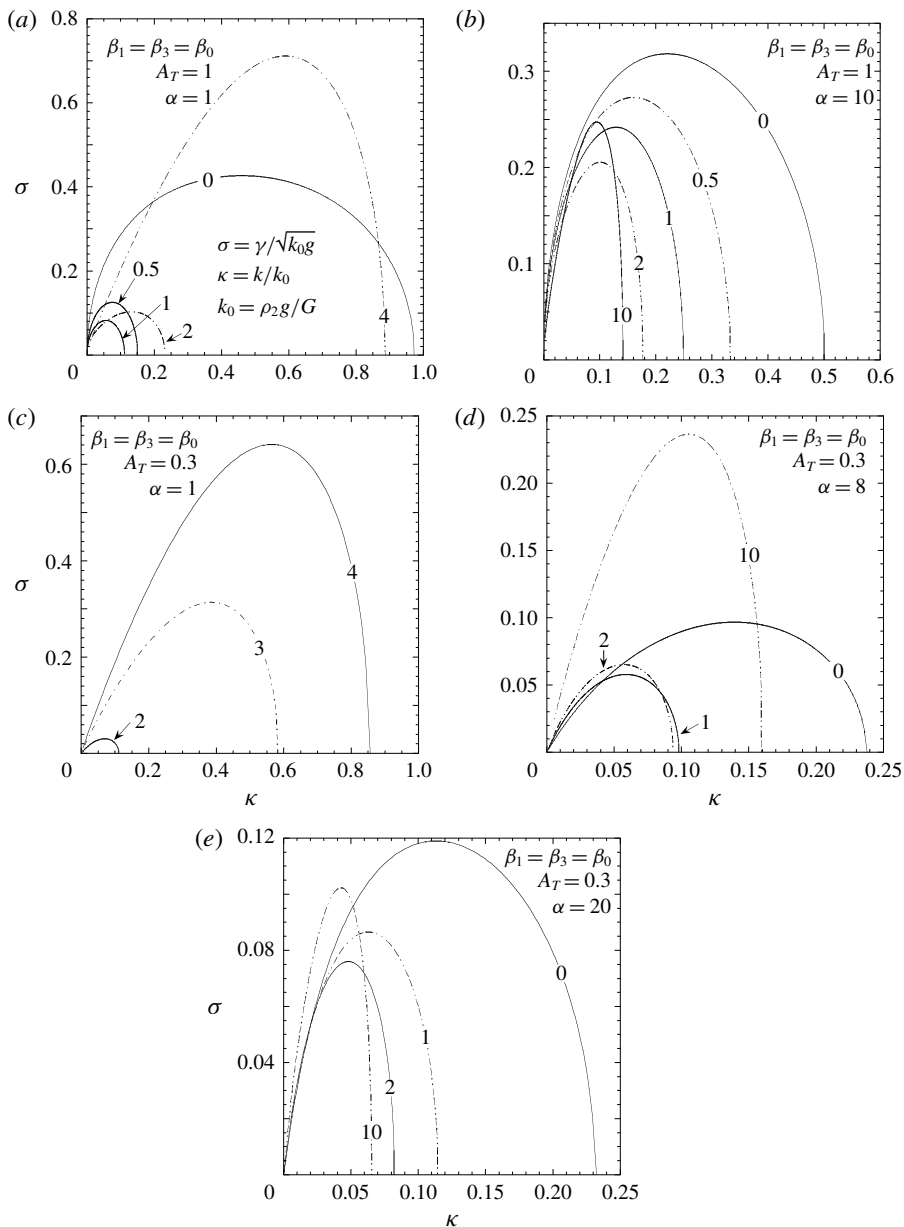 (a)
β₁ = β₃ = β₀
A_T = 1
α = 1
σ = γ/√k₀g
κ = k/k₀
k₀ = ρ₂g/G
0
0.5
1
2
4
0.8
0.6
0.4
0.2
σ
0 0.2 0.4 0.6 0.8 1.0
(b)
β₁ = β₃ = β₀
A_T = 1
α = 10
0
0.5
1
2
10
0.3
0.2
0.1
0 0.1 0.2 0.3 0.4 0.5 0.6
(c)
β₁ = β₃ = β₀
A_T = 0.3
α = 1
4
3
2
0.6
0.4
0.2
σ
0 0.2 0.4 0.6 0.8 1.0
κ
(d)
β₁ = β₃ = β₀
A_T = 0.3
α = 8
10
2
0
1
0.25
0.20
0.15
0.10
0.05
0 0.05 0.10 0.15 0.20 0.25
κ
(e)
β₁ = β₃ = β₀
A_T = 0.3
α = 20
0
1
2
10
0.12
0.08
0.04
σ
0 0.05 0.10 0.15 0.20 0.25
κ